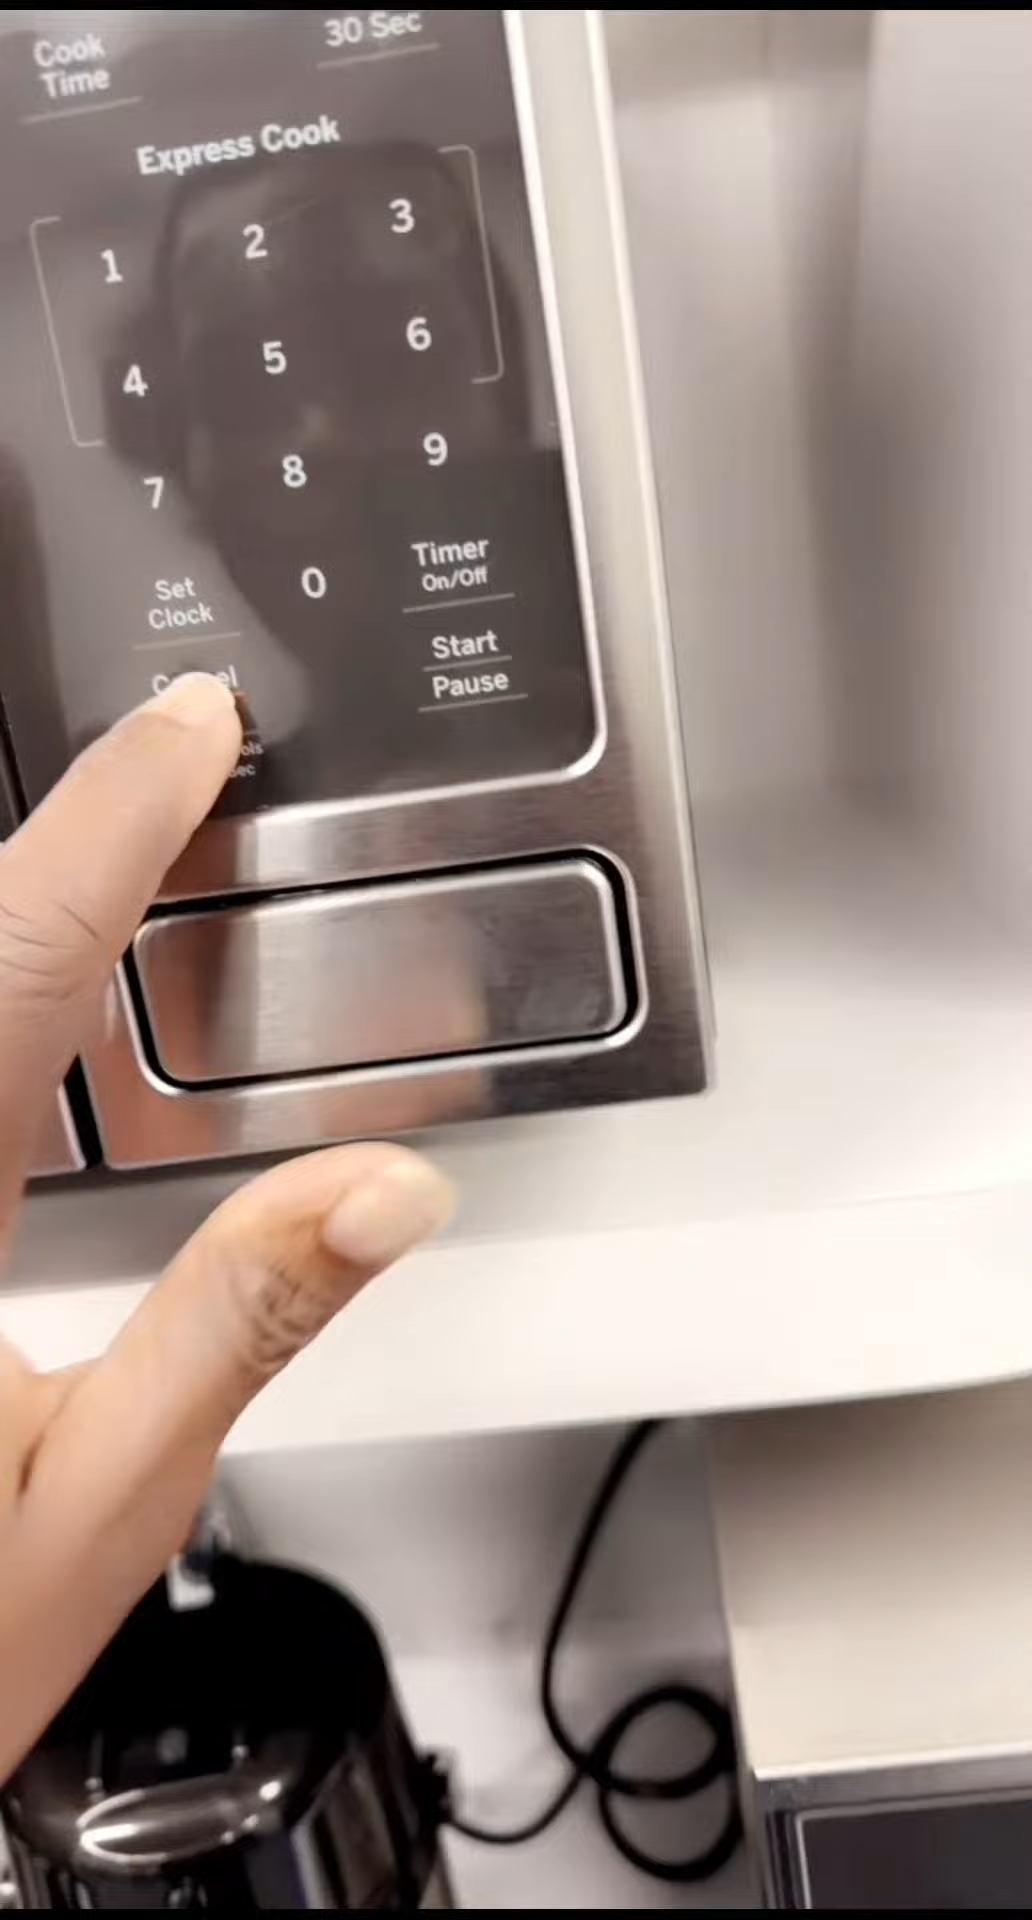 Cook
Time
30 Sec
Express Cook
1 2 3
4 5 6
7 8 9
Set
Clock
0
Timer
On/Off
Start
Pause